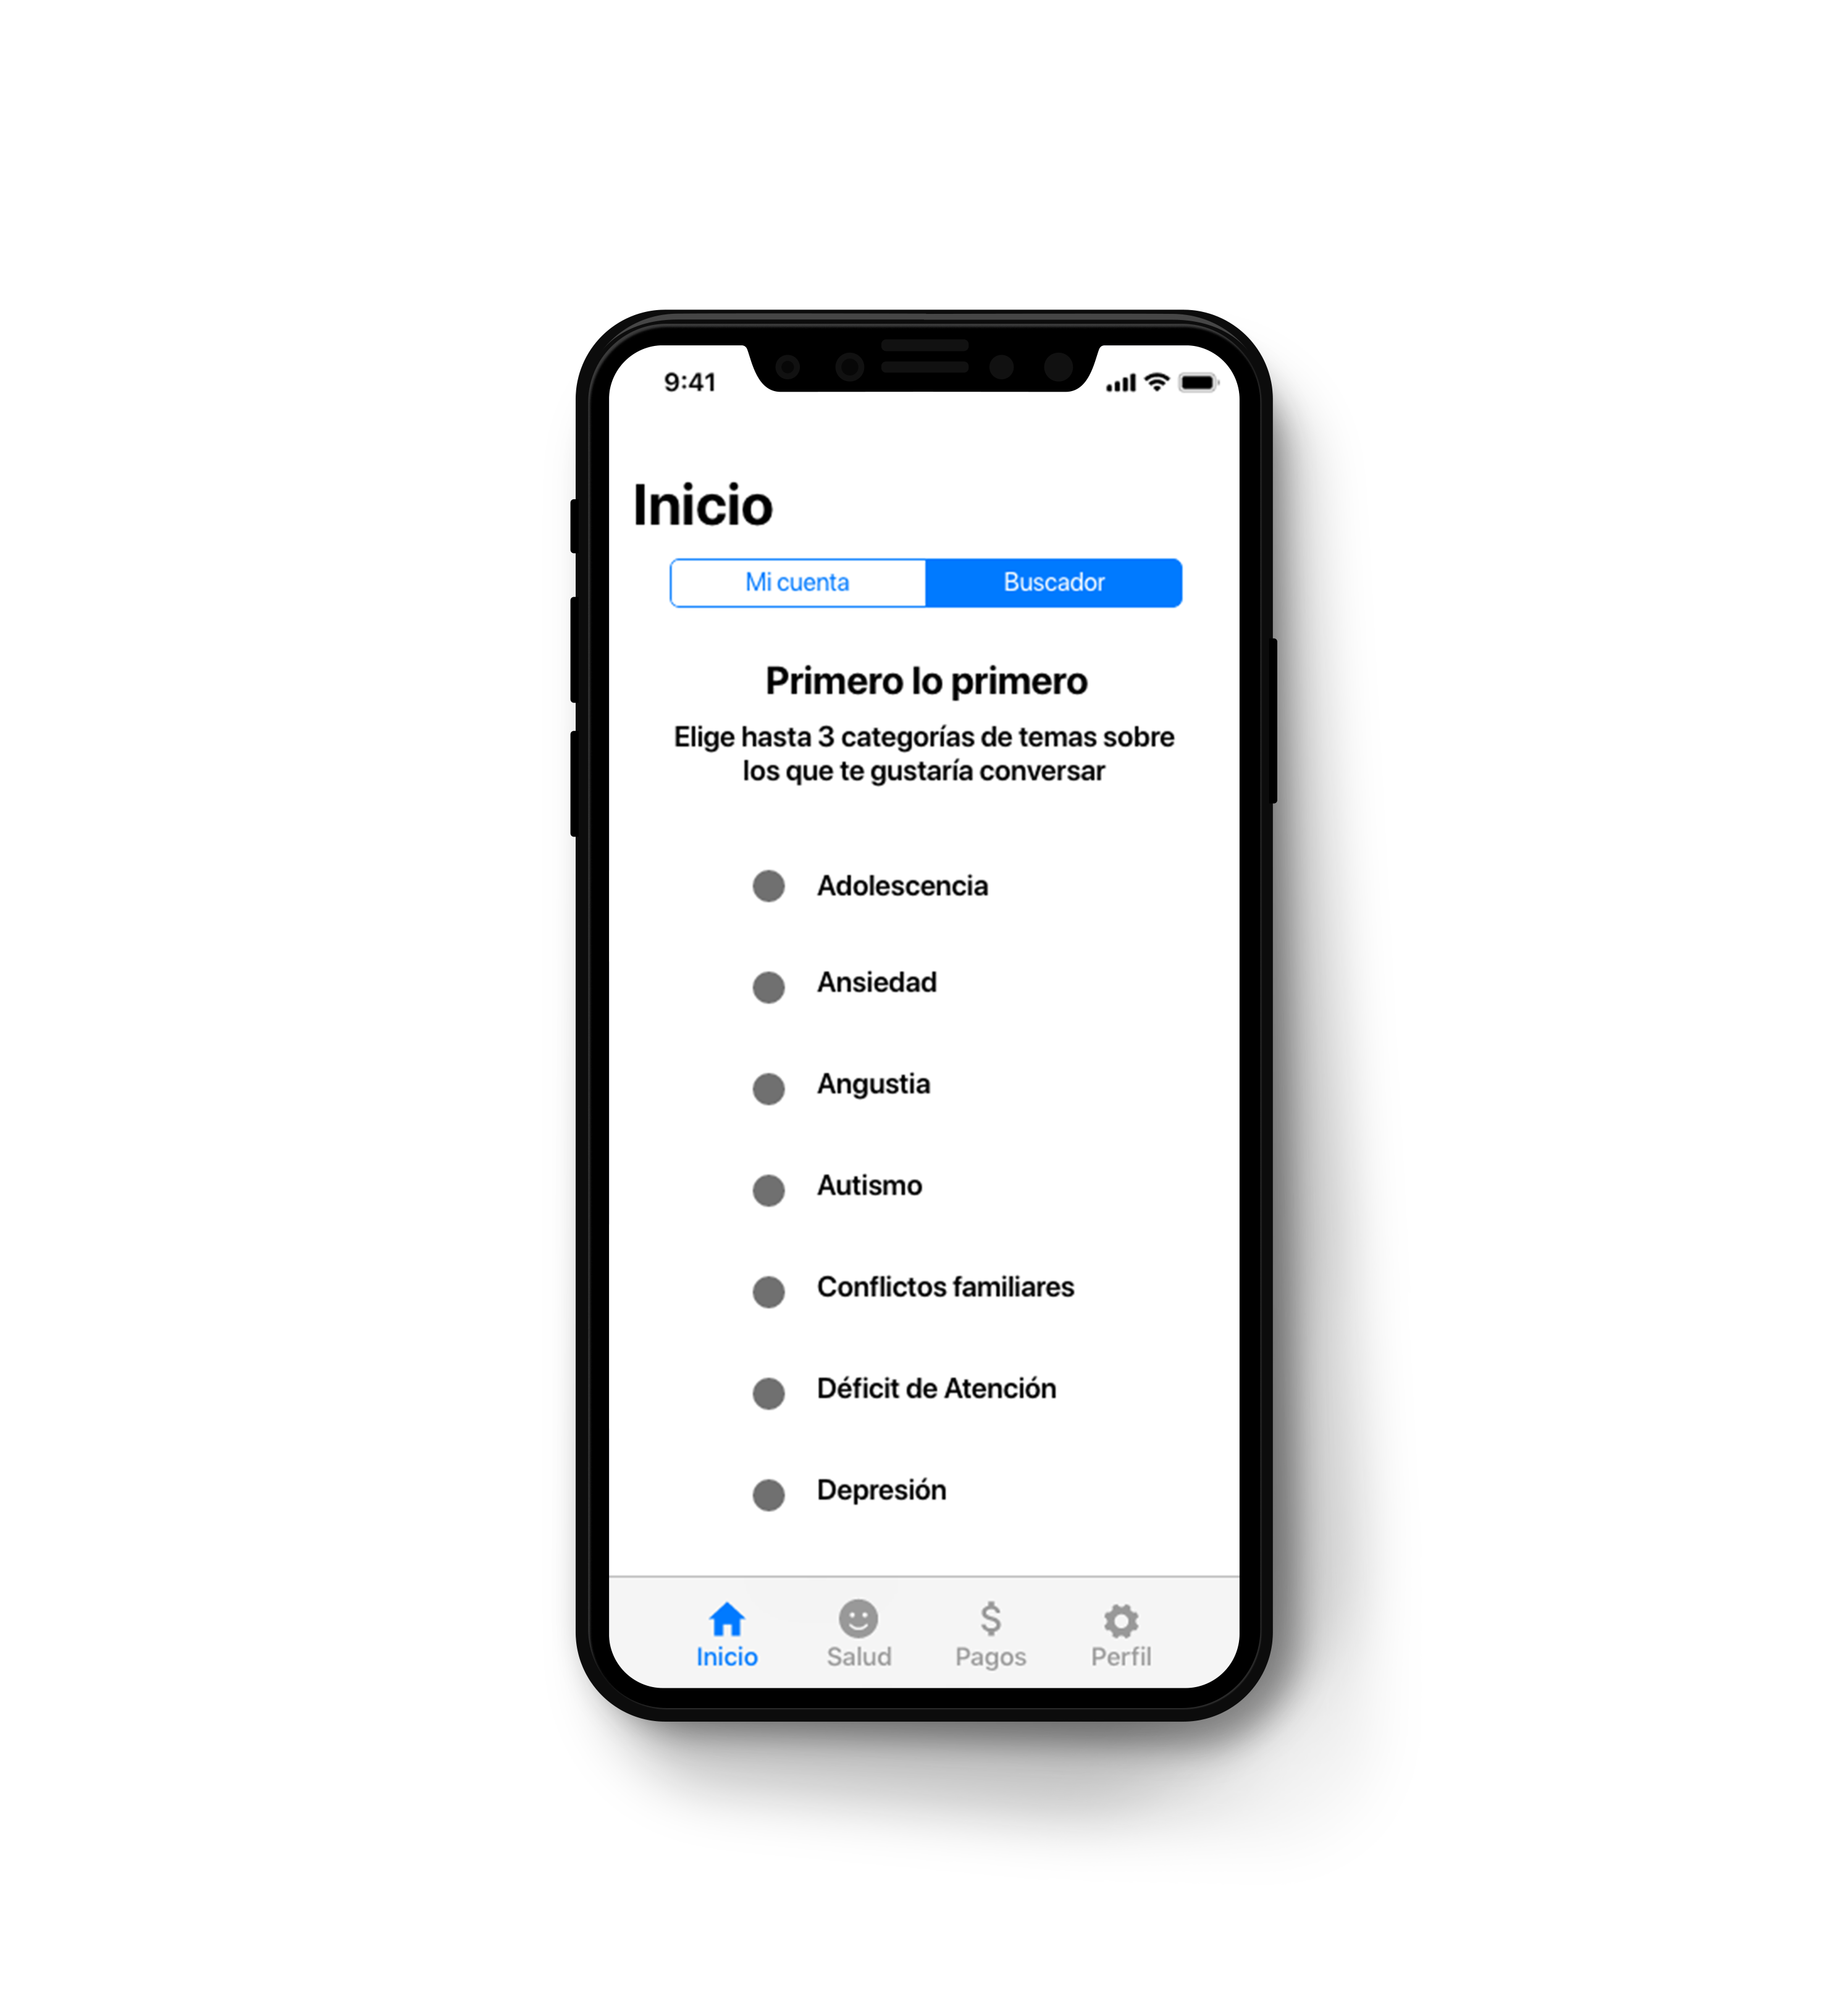 9:41
Inicio
Mi cuenta
Buscador
Primero lo primero
Elige hasta 3 categorías de temas sobre
los que te gustaría conversar
Adolescencia
Ansiedad
Angustia
Autismo
Conflictos familiares
Déficit de Atención
Depresión
Inicio
Salud
Pagos
Perfil